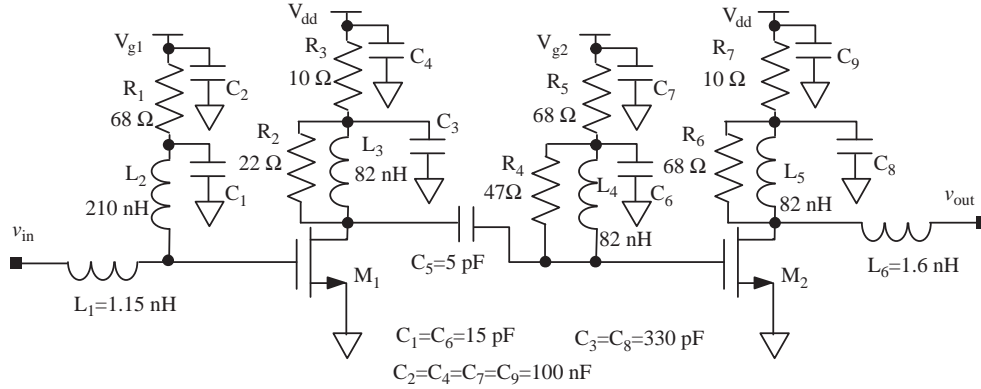 V_g1
R_1
68 Ω
C_2
L_2
210 nH
C_1
v_in
L_1=1.15 nH
V_dd
R_3
10 Ω
C_4
R_2
22 Ω
L_3
82 nH
C_3
M_1
C_5=5 pF
V_g2
R_5
68 Ω
C_7
R_4
47Ω
L_4
82 nH
C_6
V_dd
R_7
10 Ω
C_9
R_6
68 Ω
L_5
82 nH
C_8
M_2
v_out
L_6=1.6 nH
C_1=C_6=15 pF
C_3=C_8=330 pF
C_2=C_4=C_7=C_9=100 nF